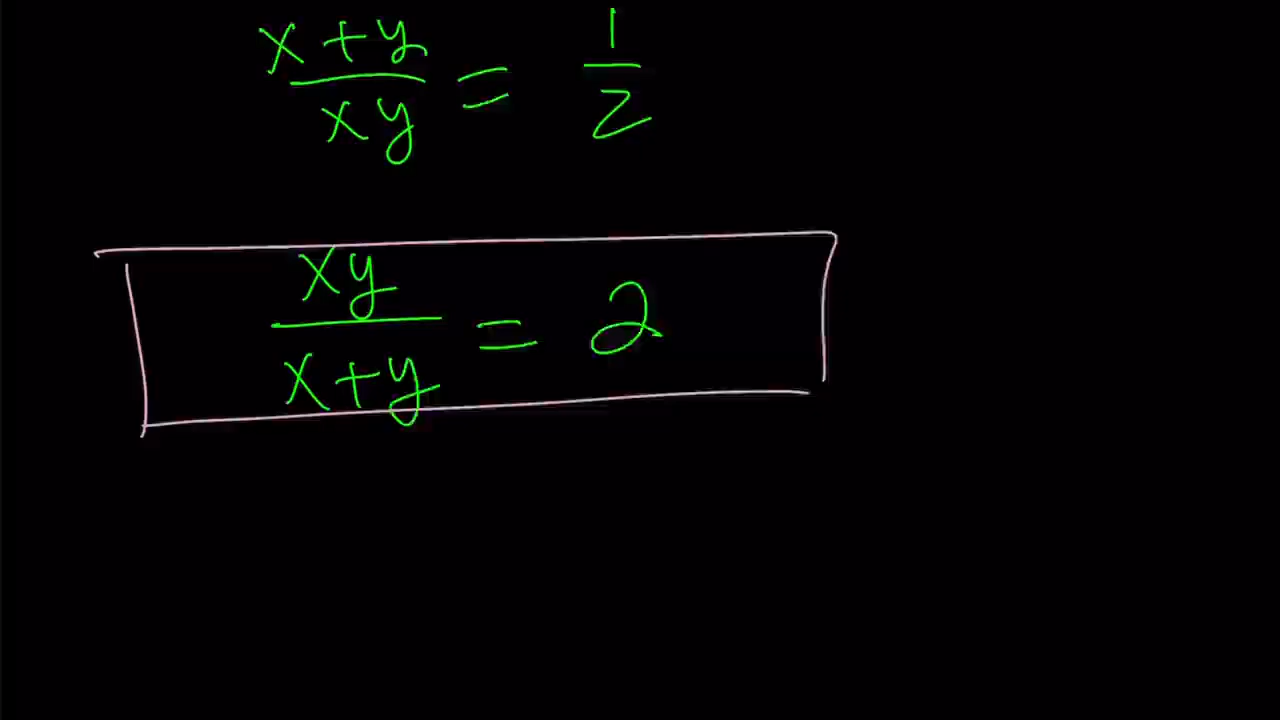 x+y/xy = 1/2
xy/x+y = 2